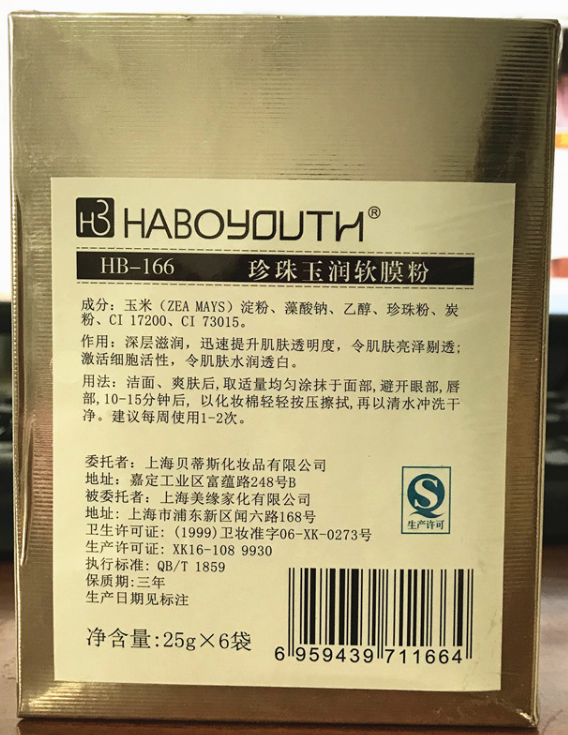 H3 HABOYOUTH®
HB-166 珍珠玉润软膜粉
成分：玉米（ZEA MAYS）淀粉、藻酸钠、乙醇、珍珠粉、炭
粉、CI 17200、CI 73015。
作用：深层滋润，迅速提升肌肤透明度，令肌肤亮泽剔透；
激活细胞活性，令肌肤水润透白。
用法：洁面、爽肤后,取适量均匀涂抹于面部,避开眼部,唇
部,10-15分钟后，以化妆棉轻轻按压擦拭,再以清水冲洗干
净。建议每周使用1-2次。
委托者：上海贝蒂斯化妆品有限公司
地址：嘉定工业区富蕴路248号B
被委托者：上海美缘家化有限公司
地址：上海市浦东新区闻六路168号
卫生许可证：(1999)卫妆准字06-XK-0273号
生产许可证：XK16-108 9930
执行标准：QB/T 1859
保质期:三年
生产日期见标注
生产许可
净含量:25g×6袋
6 959439 711664